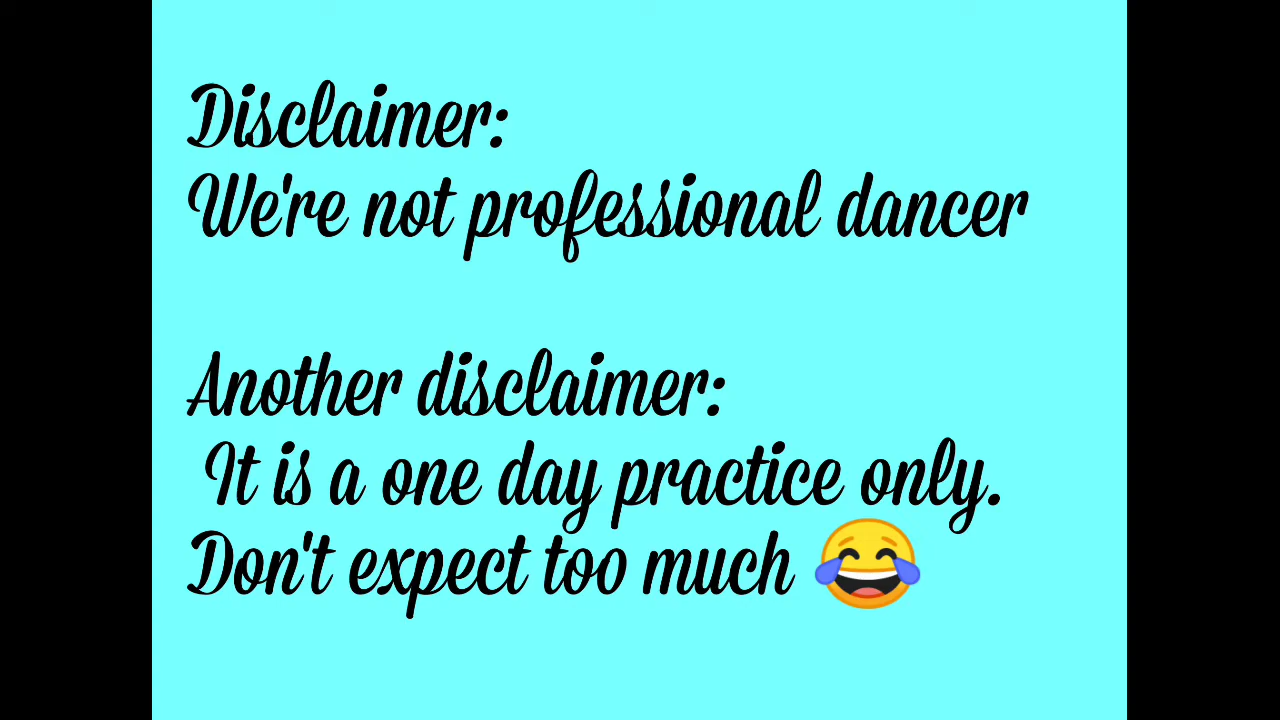 Disclaimer:
We're not professional dancer
Another disclaimer:
It is a one day practice only.
Don't expect too much 😂